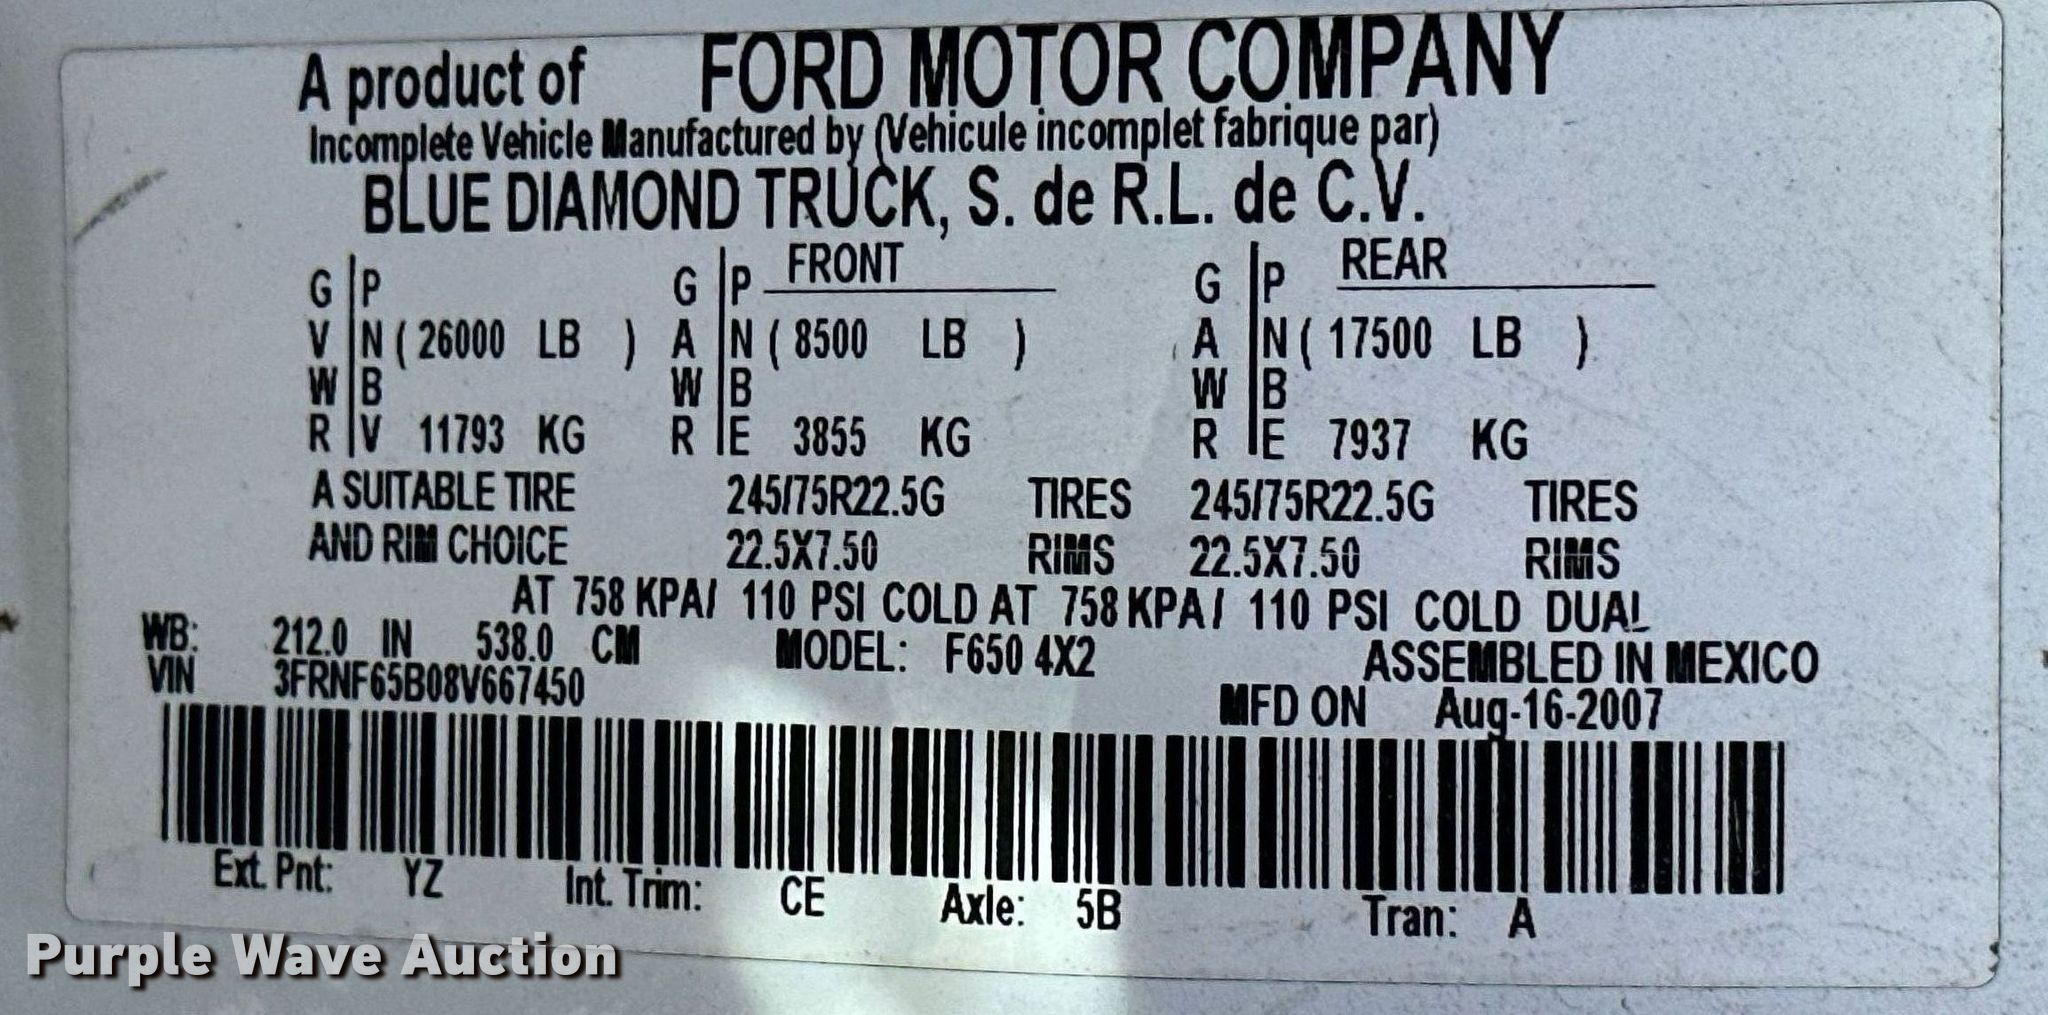 A product of FORD MOTOR COMPANY
Incomplete Vehicle Manufactured by (Vehicule incomplet fabrique par)
BLUE DIAMOND TRUCK, S. de R.L. de C.V.
G P G P FRONT G P REAR
V N ( 26000 LB ) A N ( 8500 LB ) A N ( 17500 LB )
W B W B W B
R V 11793 KG R E 3855 KG R E 7937 KG
A SUITABLE TIRE 245/75R22.5G TIRES 245/75R22.5G TIRES
AND RIM CHOICE 22.5X7.50 RIMS 22.5X7.50 RIMS
AT 758 KPA/ 110 PSI COLD AT 758 KPA/ 110 PSI COLD DUAL
WB: 212.0 IN 538.0 CM MODEL: F650 4X2 ASSEMBLED IN MEXICO
VIN 3FRNF65B08V667450 MFD ON Aug-16-2007
Ext. Pnt: YZ Int. Trim: CE Axle: 5B Tran: A
Purple Wave Auction